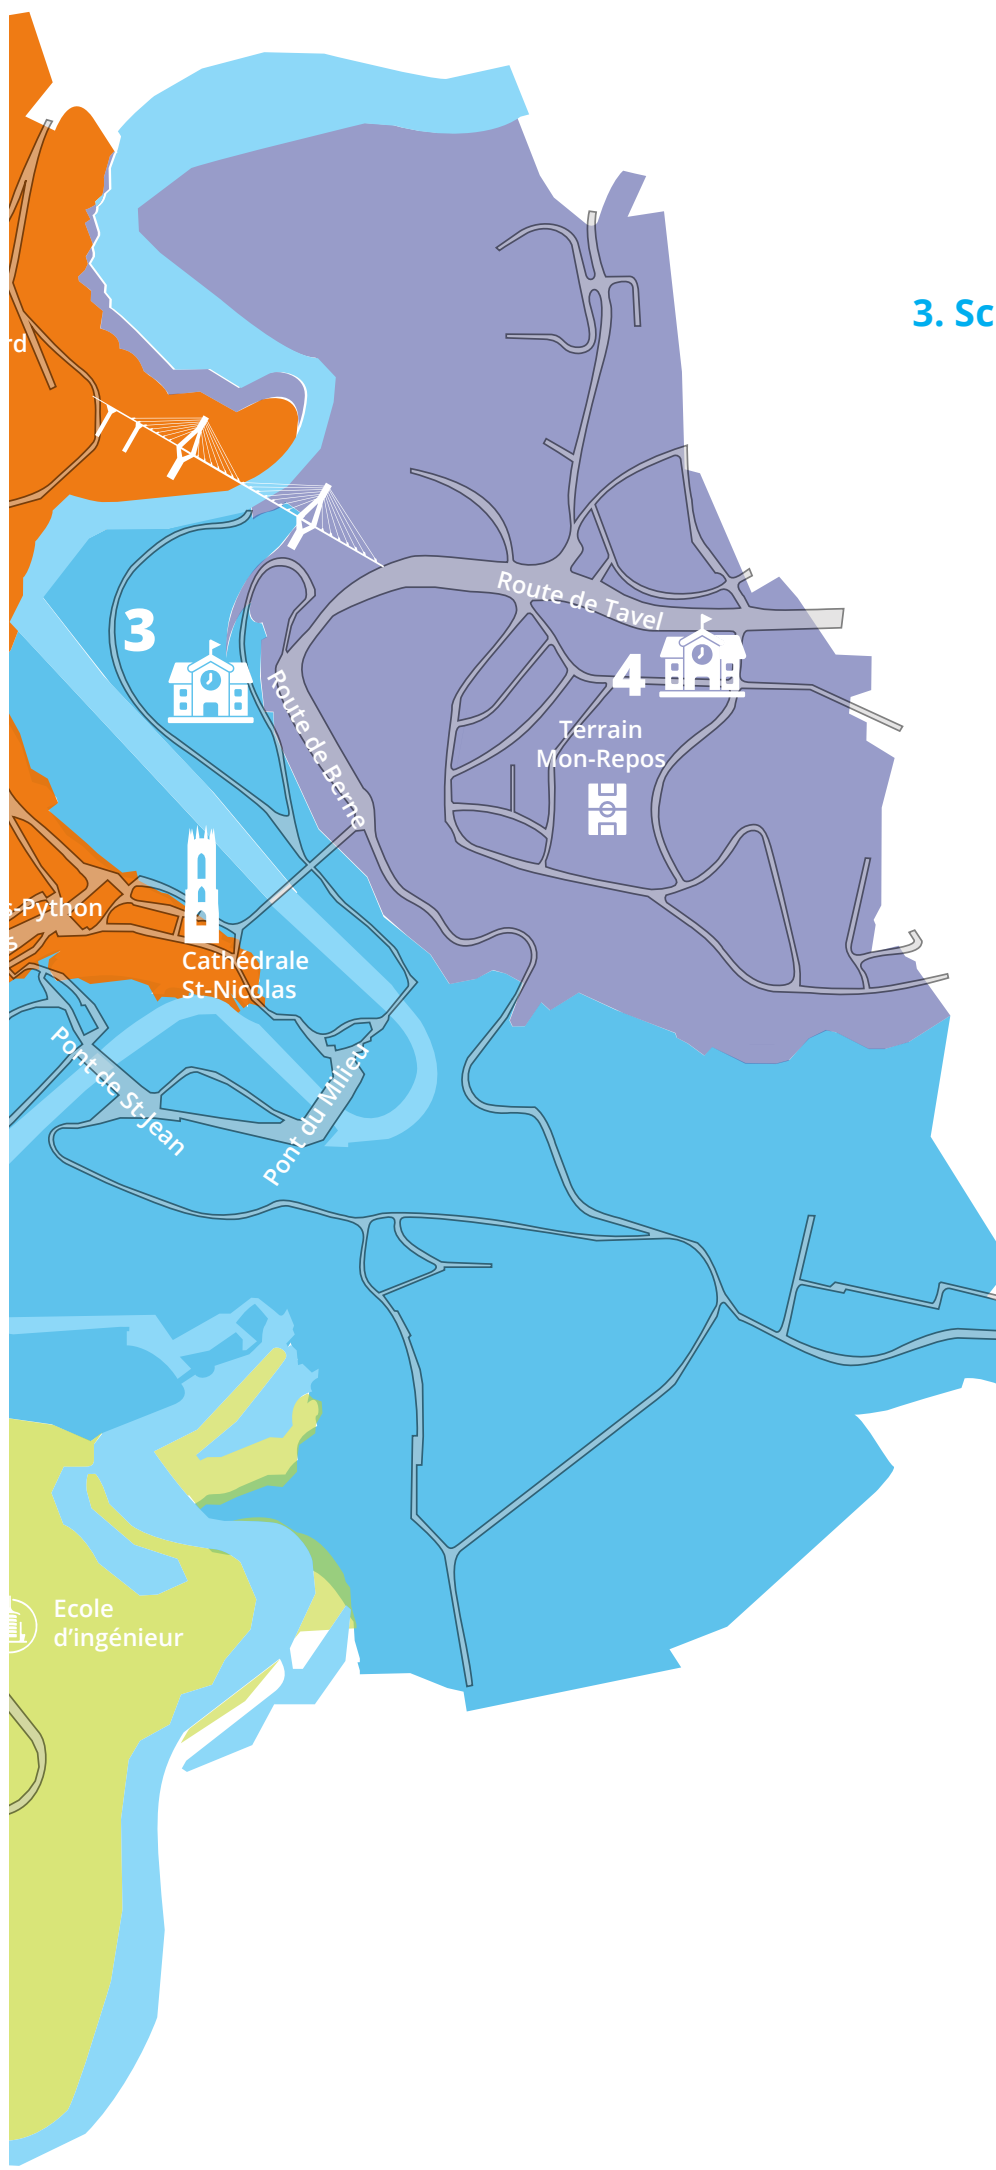 3. Sc
rd
Route de Tavel
3
4
Route de Berne
Terrain
Mon-Repos
s-Python
Cathédrale
St-Nicolas
Pont de St-Jean
Pont du Milieu
Ecole
d’ingénieur